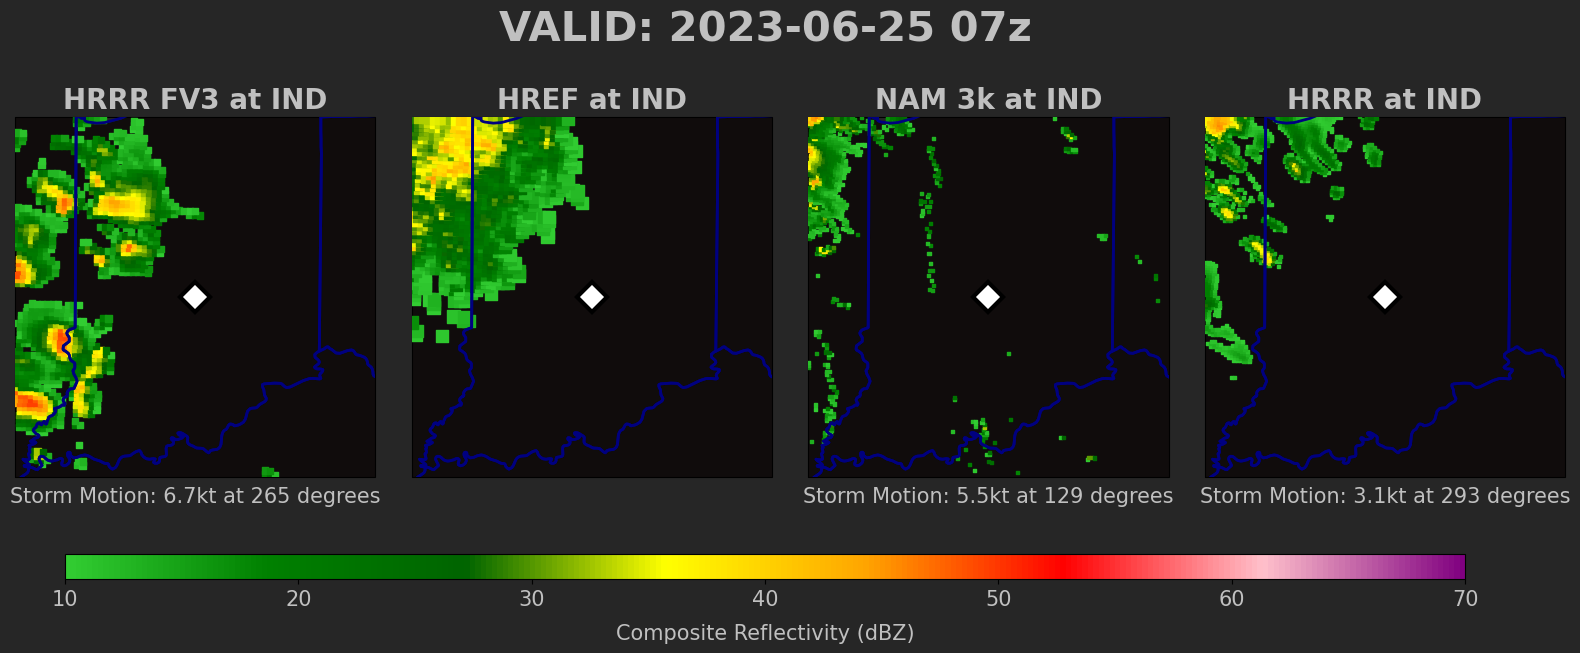 VALID: 2023-06-25 07z
HRRR FV3 at IND
HREF at IND
NAM 3k at IND
HRRR at IND
Storm Motion: 6.7kt at 265 degrees
Storm Motion: 5.5kt at 129 degrees
Storm Motion: 3.1kt at 293 degrees
10 20 30 40 50 60 70
Composite Reflectivity (dBZ)